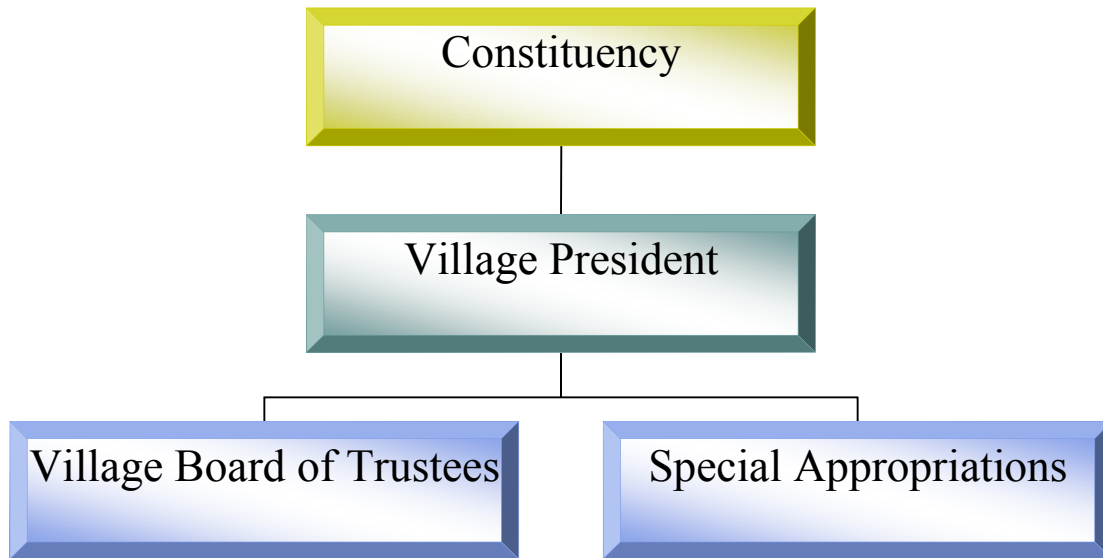 Constituency
Village President
Village Board of Trustees
Special Appropriations